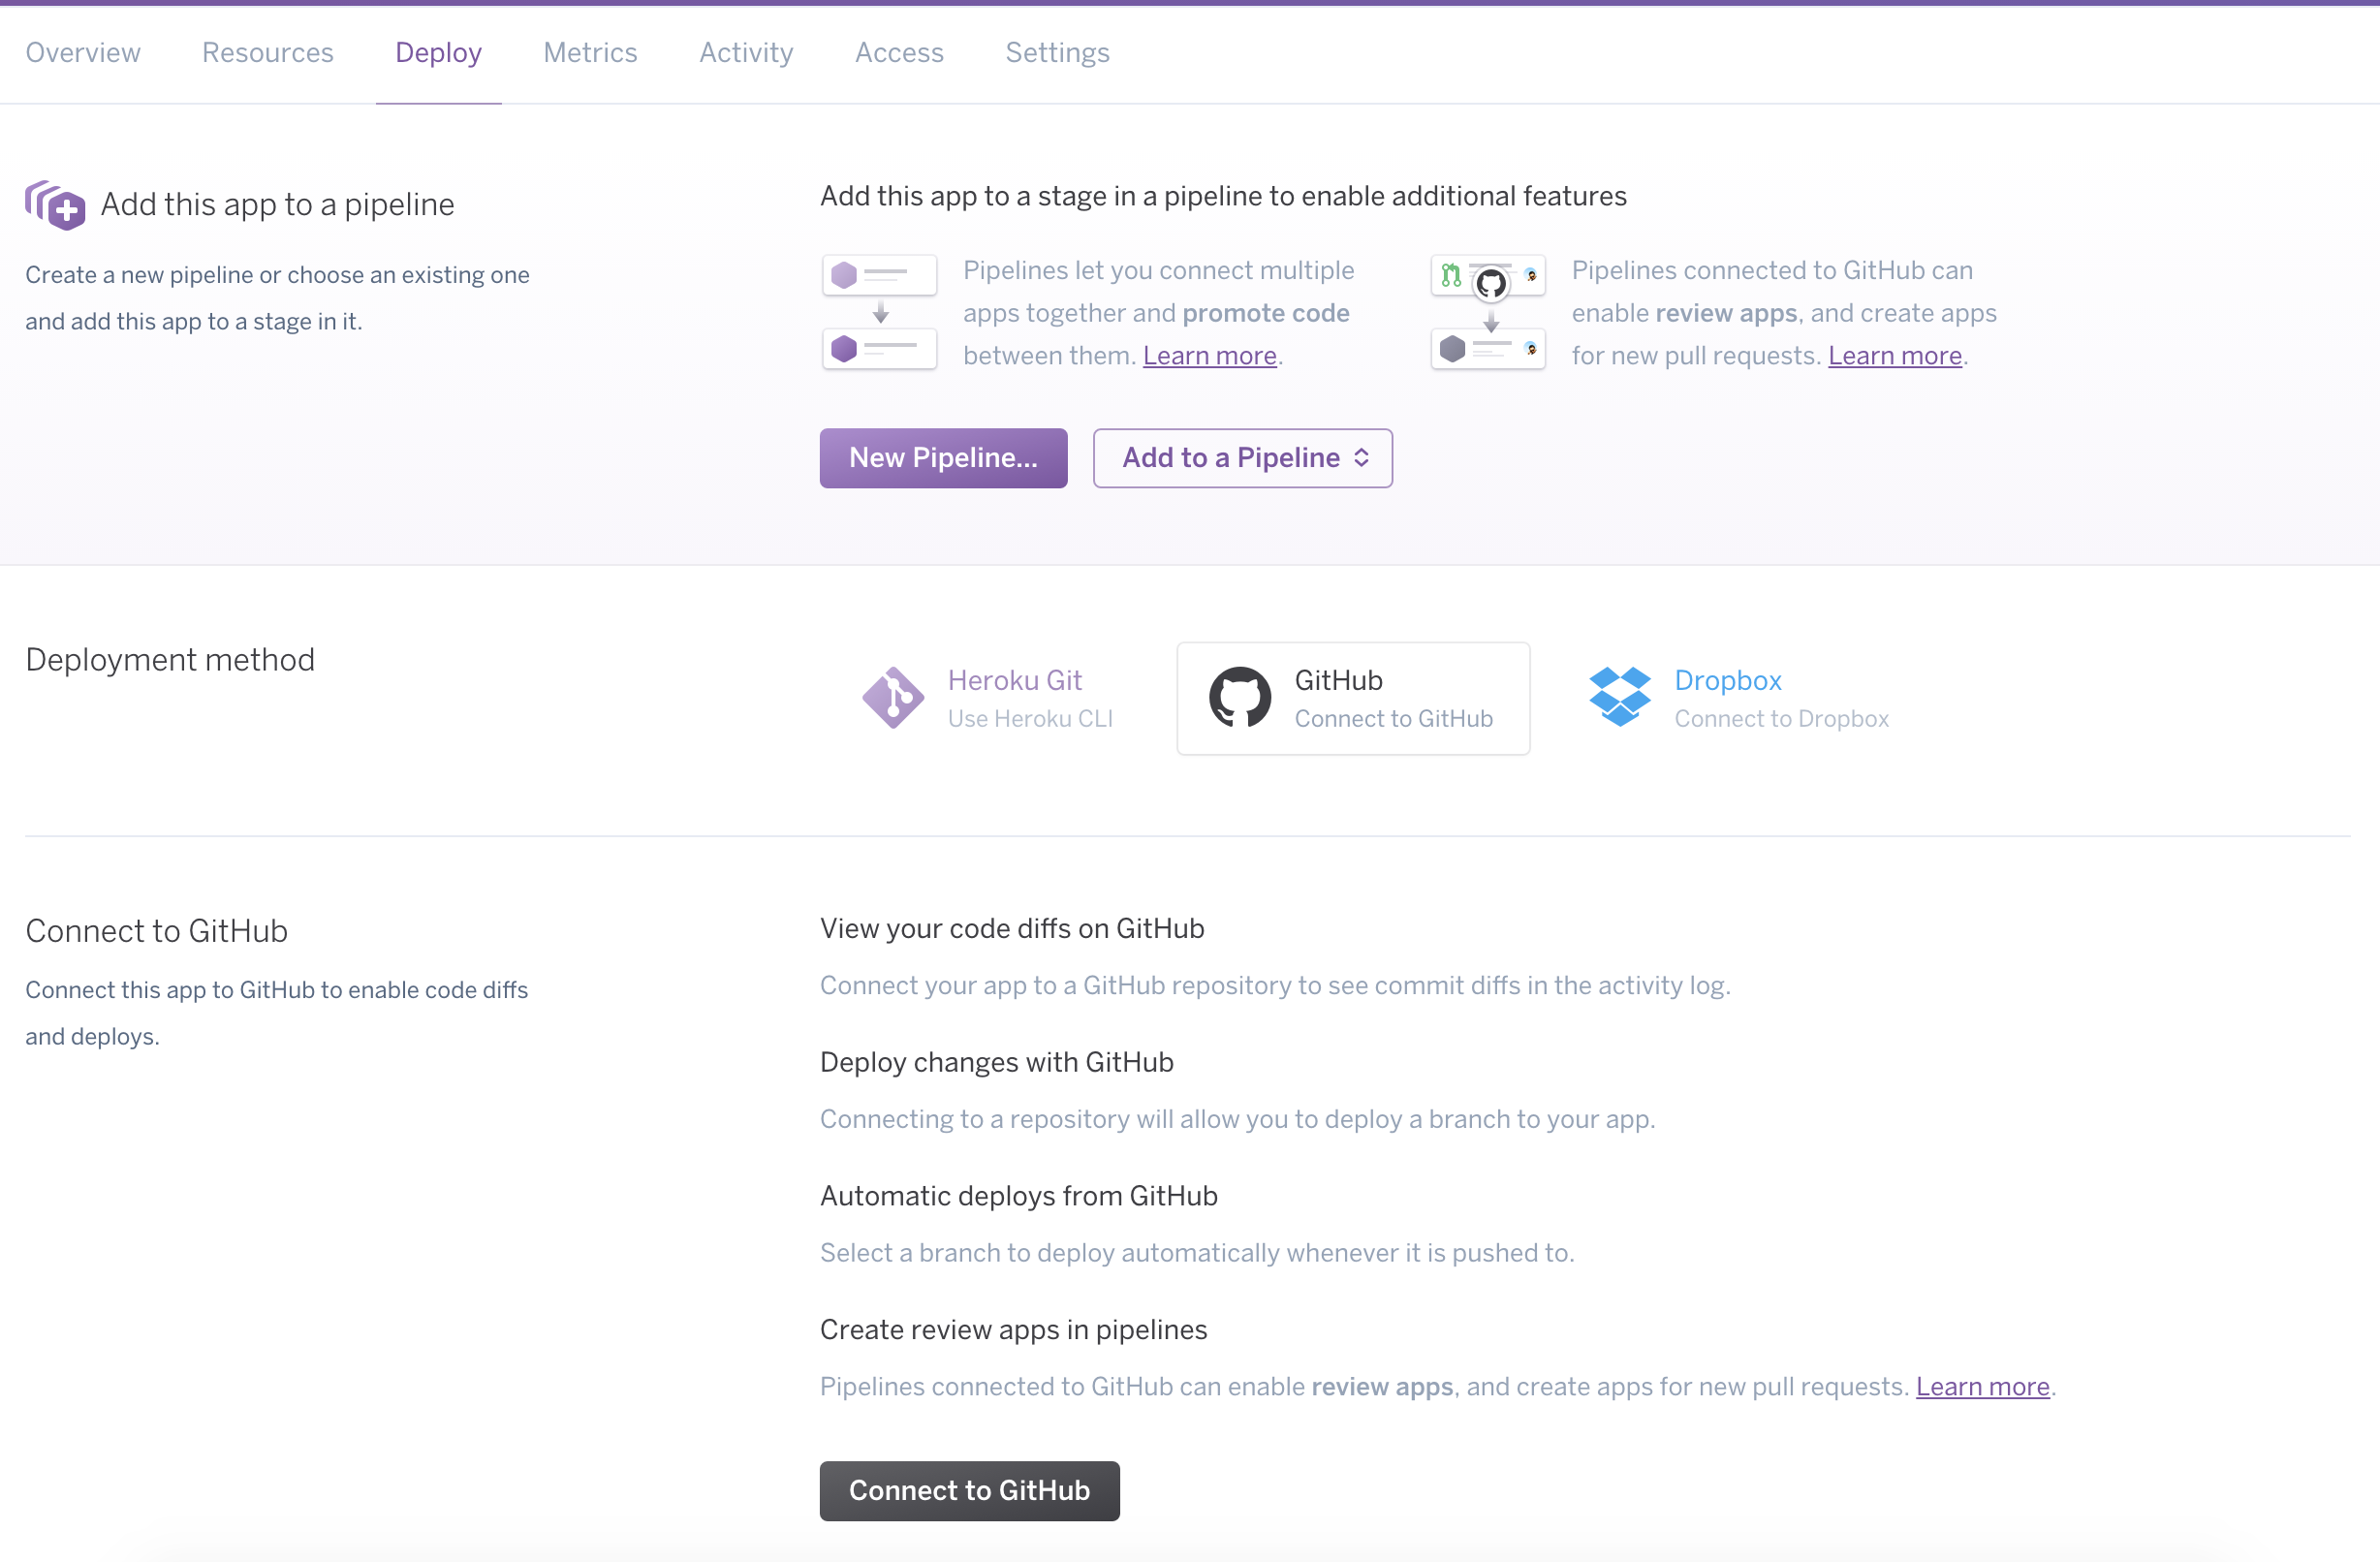 Overview Resources Deploy Metrics Activity Access Settings
Add this app to a pipeline
Create a new pipeline or choose an existing one
and add this app to a stage in it.
Add this app to a stage in a pipeline to enable additional features
Pipelines let you connect multiple
apps together and promote code
between them. Learn more.
Pipelines connected to GitHub can
enable review apps, and create apps
for new pull requests. Learn more.
New Pipeline...
Add to a Pipeline
Deployment method
Heroku Git
Use Heroku CLI
GitHub
Connect to GitHub
Dropbox
Connect to Dropbox
Connect to GitHub
Connect this app to GitHub to enable code diffs
and deploys.
View your code diffs on GitHub
Connect your app to a GitHub repository to see commit diffs in the activity log.
Deploy changes with GitHub
Connecting to a repository will allow you to deploy a branch to your app.
Automatic deploys from GitHub
Select a branch to deploy automatically whenever it is pushed to.
Create review apps in pipelines
Pipelines connected to GitHub can enable review apps, and create apps for new pull requests. Learn more.
Connect to GitHub